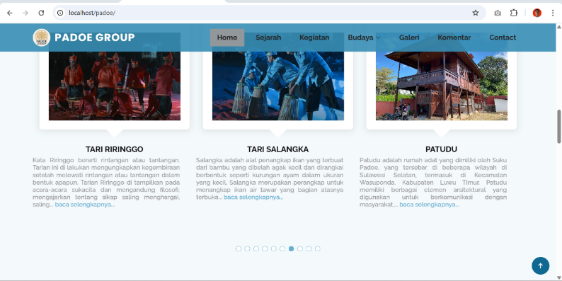 localhost/padoe/
PADOE GROUP
Home Sejarah Kegiatan Budaya Galeri Komentar Contact
TARI RIRINGGO
Kata Riringgo berarti rintangan atau tantangan.
Tarian ini di lakukan mengungkapkan kegembiraan
setelah melewati rintangan atau tantangan dalam
bentuk apapun. Tarian Riringgo di tampilkan pada
acara-acara sukacita dan mengandung filosofi,
mengajarkan tentang sikap saling menghargai,
saling... baca selengkapnya...
TARI SALANGKA
Salangka adalah alat penangkap ikan yang terbuat
dari bambu yang dibelah agak kecil dan dirangkai
berbentuk seperti kurungan ayam dalam ukuran
yang kecil. Salangka merupakan perangkap untuk
menangkap ikan air tawar yang bagian atasnya
terbuka... baca selengkapnya...
PATUDU
Patudu adalah rumah adat yang dimiliki oleh Suku
Padoe, yang tersebar di beberapa wilayah di
Sulawesi Selatan, termasuk di Kecamatan
Wasuponda, Kabupaten Luwu Timur. Patudu
memiliki berbagai elemen arsitektural yang
digunakan untuk berkomunikasi dengan
masyarakat... baca selengkapnya...